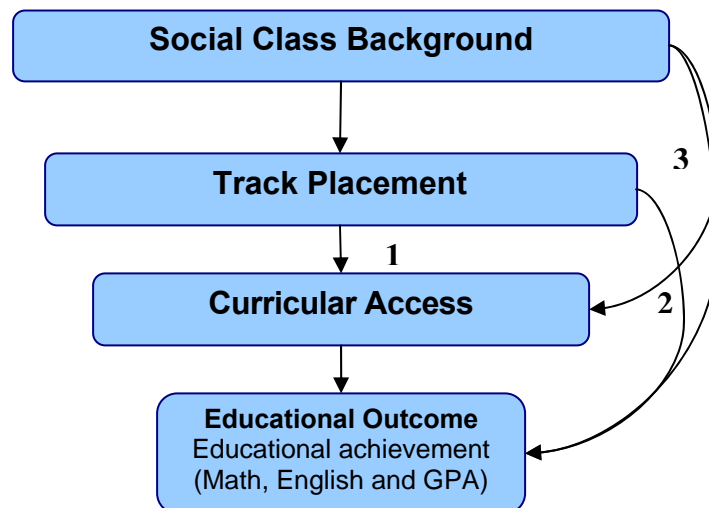 Social Class Background
3
Track Placement
1
Curricular Access
2
Educational Outcome
Educational achievement
(Math, English and GPA)